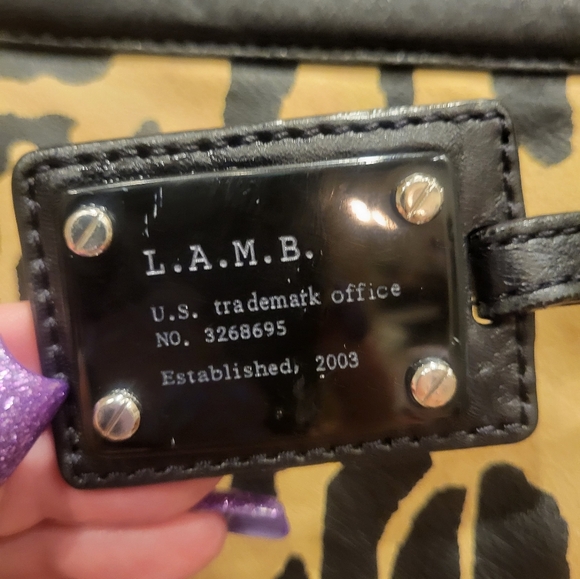 L.A.M.B.
U.S. trademark office
NO. 3268695
Established, 2003